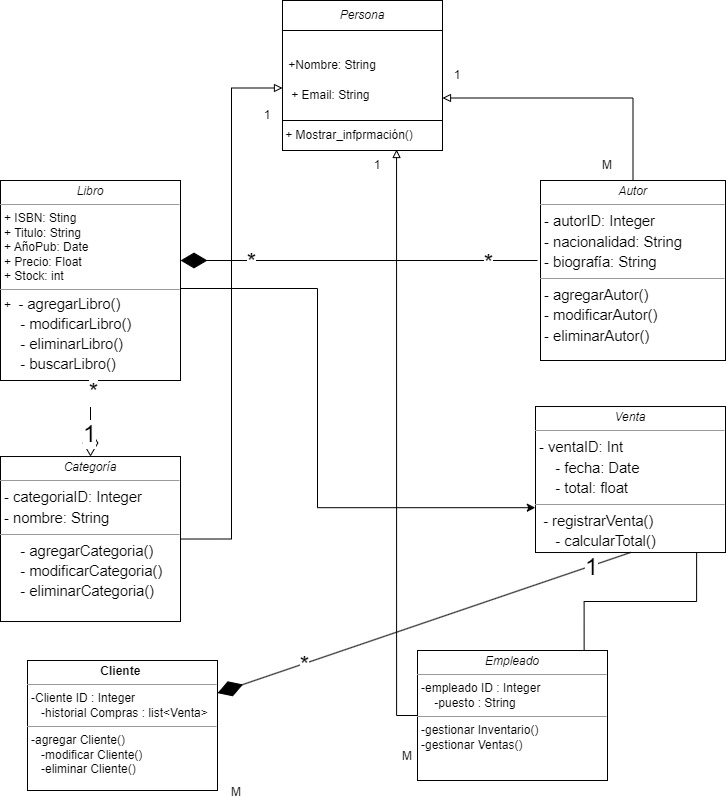 Persona
+Nombre: String
+ Email: String
+ Mostrar_infprmación()
1
1
1
M
Libro
+ ISBN: Sting
+ Titulo: String
+ AñoPub: Date
+ Precio: Float
+ Stock: int
+ - agregarLibro()
- modificarLibro()
- eliminarLibro()
- buscarLibro()
Autor
- autorID: Integer
- nacionalidad: String
- biografía: String
- agregarAutor()
- modificarAutor()
- eliminarAutor()
*
*
*
1
Categoría
- categoriaID: Integer
- nombre: String
- agregarCategoria()
- modificarCategoria()
- eliminarCategoria()
Venta
- ventaID: Int
- fecha: Date
- total: float
- registrarVenta()
- calcularTotal()
1
*
Cliente
-Cliente ID : Integer
-historial Compras : list<Venta>
-agregar Cliente()
-modificar Cliente()
-eliminar Cliente()
M
Empleado
-empleado ID : Integer
-puesto : String
-gestionar Inventario()
-gestionar Ventas()
M